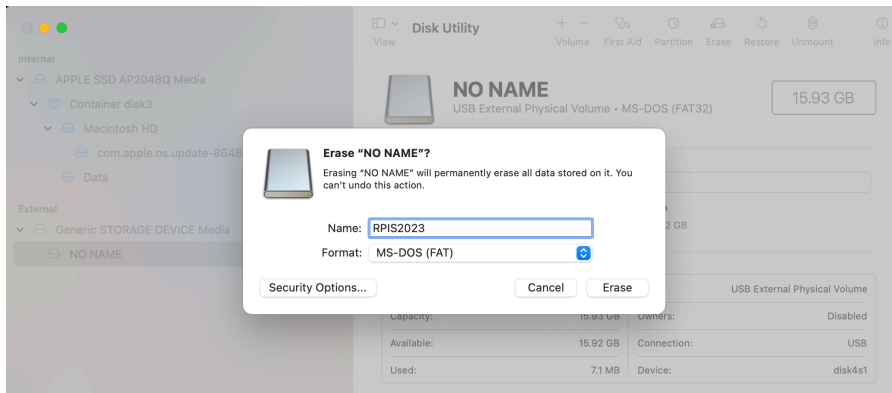 Disk Utility
View
Volume First Aid Partition Erase Restore Unmount Info
Internal
APPLE SSD AP2048Q Media
Container disk3
Macintosh HD
com.apple.os.update-8648
Data
External
Generic STORAGE DEVICE Media
NO NAME
NO NAME
USB External Physical Volume • MS-DOS (FAT32)
15.93 GB
Erase “NO NAME”?
Erasing “NO NAME” will permanently erase all data stored on it. You
can’t undo this action.
Name: RPIS2023
Format: MS-DOS (FAT)
Security Options... Cancel Erase
2 GB
USB External Physical Volume
Capacity: 15.93 GB Owners: Disabled
Available: 15.92 GB Connection: USB
Used: 7.1 MB Device: disk4s1